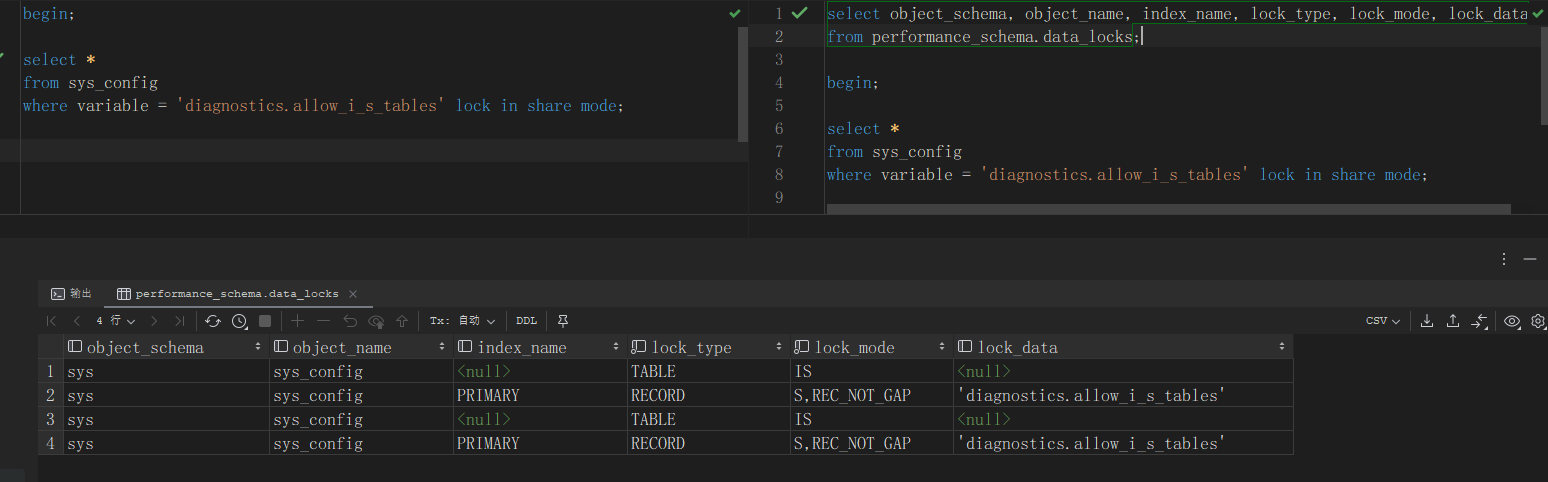 begin;
select *
from sys_config
where variable = 'diagnostics.allow_i_s_tables' lock in share mode;
1 select object_schema, object_name, index_name, lock_type, lock_mode, lock_data
2 from performance_schema.data_locks;
3
4 begin;
5
6 select *
7 from sys_config
8 where variable = 'diagnostics.allow_i_s_tables' lock in share mode;
9
输出 performance_schema.data_locks
4 行 Tx: 自动 DDL CSV
object_schema object_name index_name lock_type lock_mode lock_data
1 sys sys_config <null> TABLE IS <null>
2 sys sys_config PRIMARY RECORD S,REC_NOT_GAP 'diagnostics.allow_i_s_tables'
3 sys sys_config <null> TABLE IS <null>
4 sys sys_config PRIMARY RECORD S,REC_NOT_GAP 'diagnostics.allow_i_s_tables'